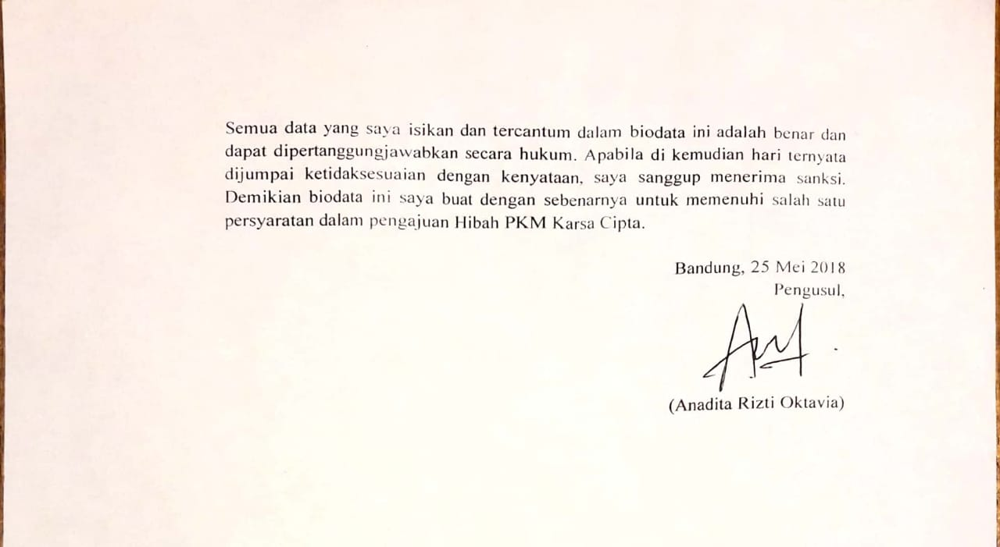 Semua data yang saya isikan dan tercantum dalam biodata ini adalah benar dan
dapat dipertanggungjawabkan secara hukum. Apabila di kemudian hari ternyata
dijumpai ketidaksesuaian dengan kenyataan, saya sanggup menerima sanksi.
Demikian biodata ini saya buat dengan sebenarnya untuk memenuhi salah satu
persyaratan dalam pengajuan Hibah PKM Karsa Cipta.
Bandung, 25 Mei 2018
Pengusul,
(Anadita Rizti Oktavia)